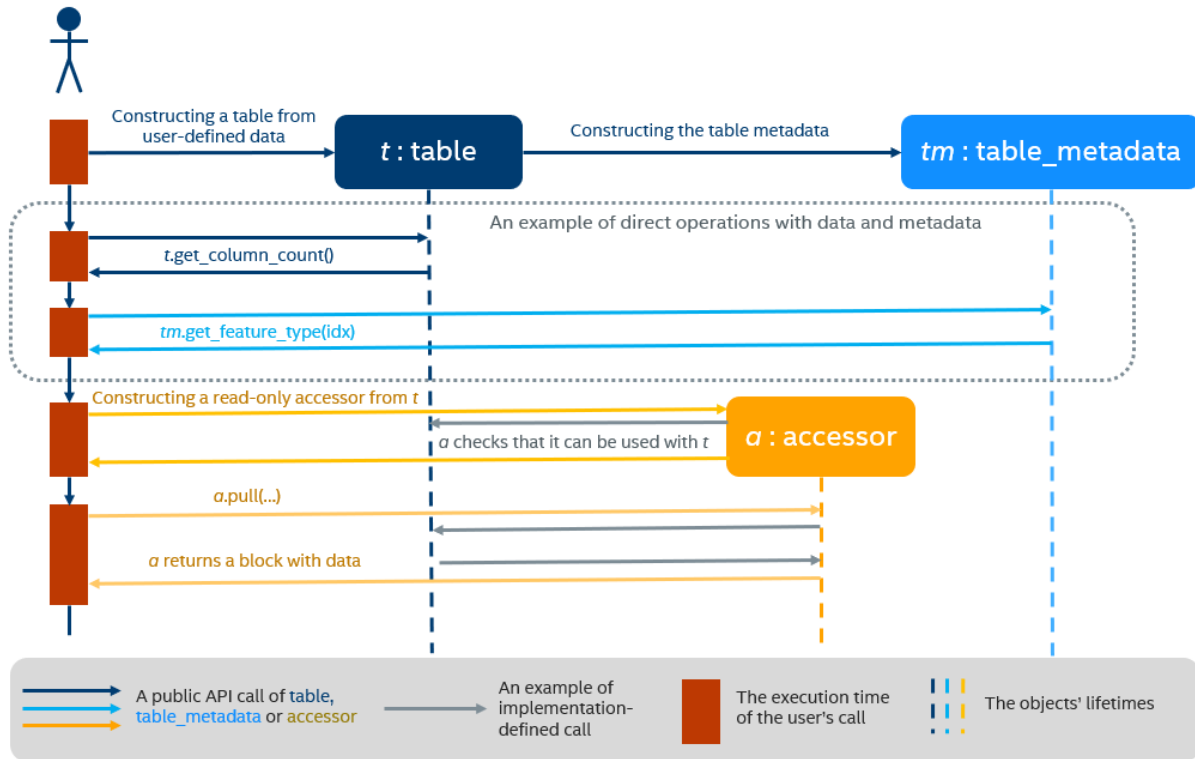 Constructing a table from
user-defined data
t : table
Constructing the table metadata
tm : table_metadata
An example of direct operations with data and metadata
t.get_column_count()
tm.get_feature_type(idx)
Constructing a read-only accessor from t
a checks that it can be used with t
a : accessor
a.pull(...)
a returns a block with data
A public API call of table,
table_metadata or accessor
An example of
implementation-
defined call
The execution time
of the user's call
The objects' lifetimes